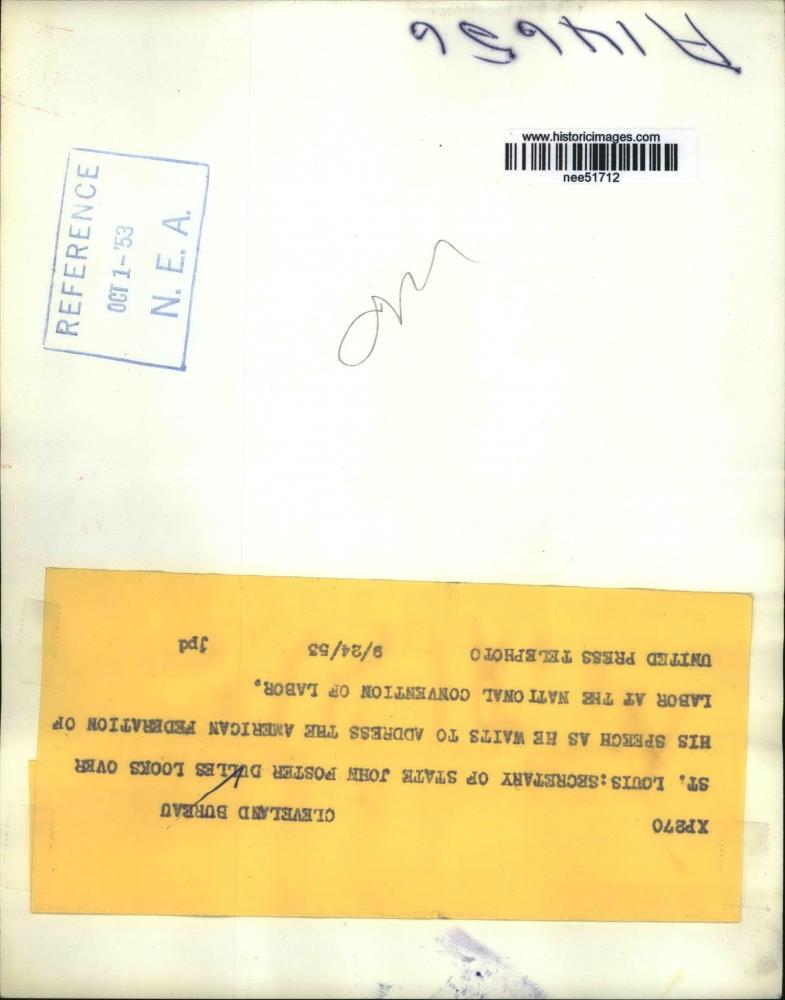 www.historicimages.com
nee51712
REFERENCE
OCT 1-'53
N. E. A.
XP270 CLEVELAND BUREAU
ST. LOUIS:SECRETARY OF STATE JOHN FOSTER DULLES LOOKS OVER
HIS SPEECH AS HE WAITS TO ADDRESS THE AMERICAN FEDERATION OF
LABOR AT THE NATIONAL CONVENTION OF LABOR.
UNITED PRESS TELEPHOTO 9/24/53 jpd